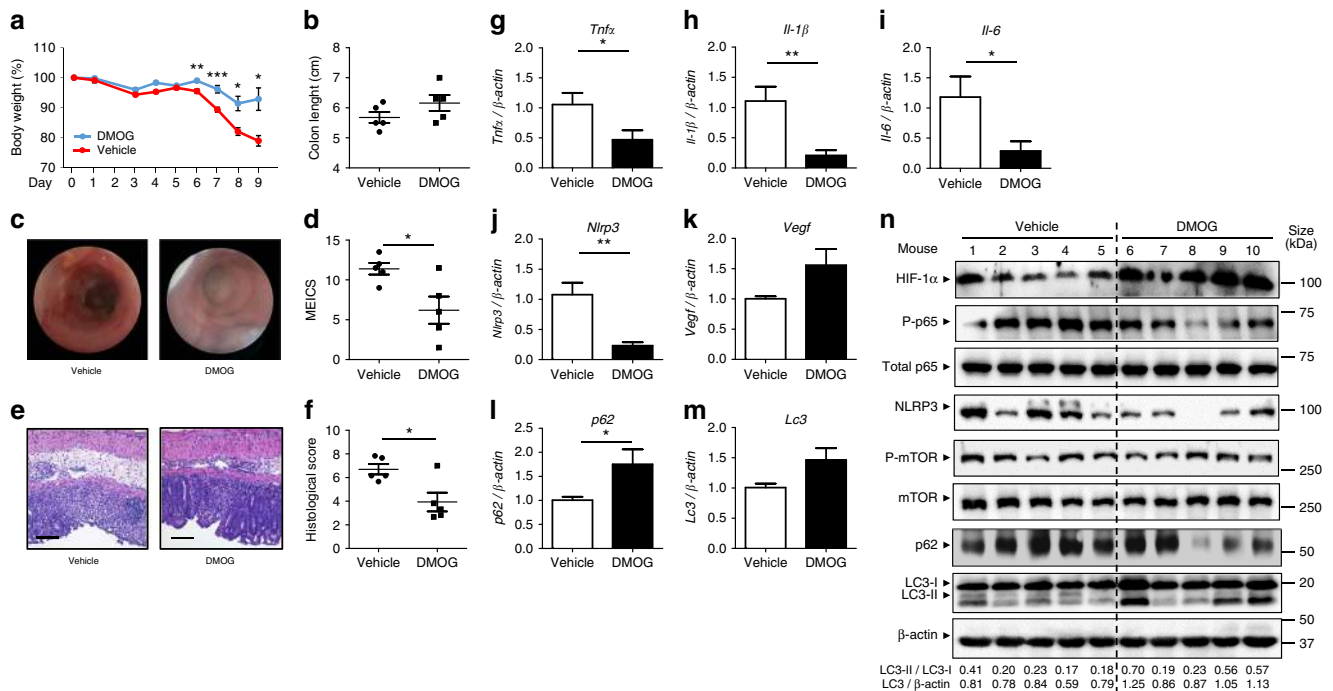 a
Body weight (%)
110
100
90
80
70
** *** * *
DMOG
Vehicle
Day 0 1 2 3 4 5 6 7 8 9
b
Colon lenght (cm)
8
7
6
5
4
Vehicle DMOG
g
Tnfα
*
Tnfα / β-actin
2.0
1.5
1.0
0.5
0.0
Vehicle DMOG
h
Il-1β
**
Il-1β / β-actin
2.0
1.5
1.0
0.5
0.0
Vehicle DMOG
i
Il-6
*
Il-6 / β-actin
2.0
1.5
1.0
0.5
0.0
Vehicle DMOG
c
Vehicle DMOG
d
*
MEICS
15
10
5
0
Vehicle DMOG
j
Nlrp3
**
Nlrp3 / β-actin
2.0
1.5
1.0
0.5
0.0
Vehicle DMOG
k
Vegf
Vegf / β-actin
2.0
1.5
1.0
0.5
0.0
Vehicle DMOG
e
Vehicle DMOG
f
*
Histological score
10
8
6
4
2
0
Vehicle DMOG
l
p62
*
p62 / β-actin
2.5
2.0
1.5
1.0
0.5
0.0
Vehicle DMOG
m
Lc3
Lc3 / β-actin
2.0
1.5
1.0
0.5
0.0
Vehicle DMOG
n
Vehicle DMOG Size (kDa)
Mouse 1 2 3 4 5 6 7 8 9 10
HIF-1α 100
P-p65 75
Total p65 75
NLRP3 100
P-mTOR 250
mTOR 250
p62 50
LC3-I 20
LC3-II
50
β-actin 37
LC3-II / LC3-I 0.41 0.20 0.23 0.17 0.18 0.70 0.19 0.23 0.56 0.57
LC3 / β-actin 0.81 0.78 0.84 0.59 0.79 1.25 0.86 0.87 1.05 1.13